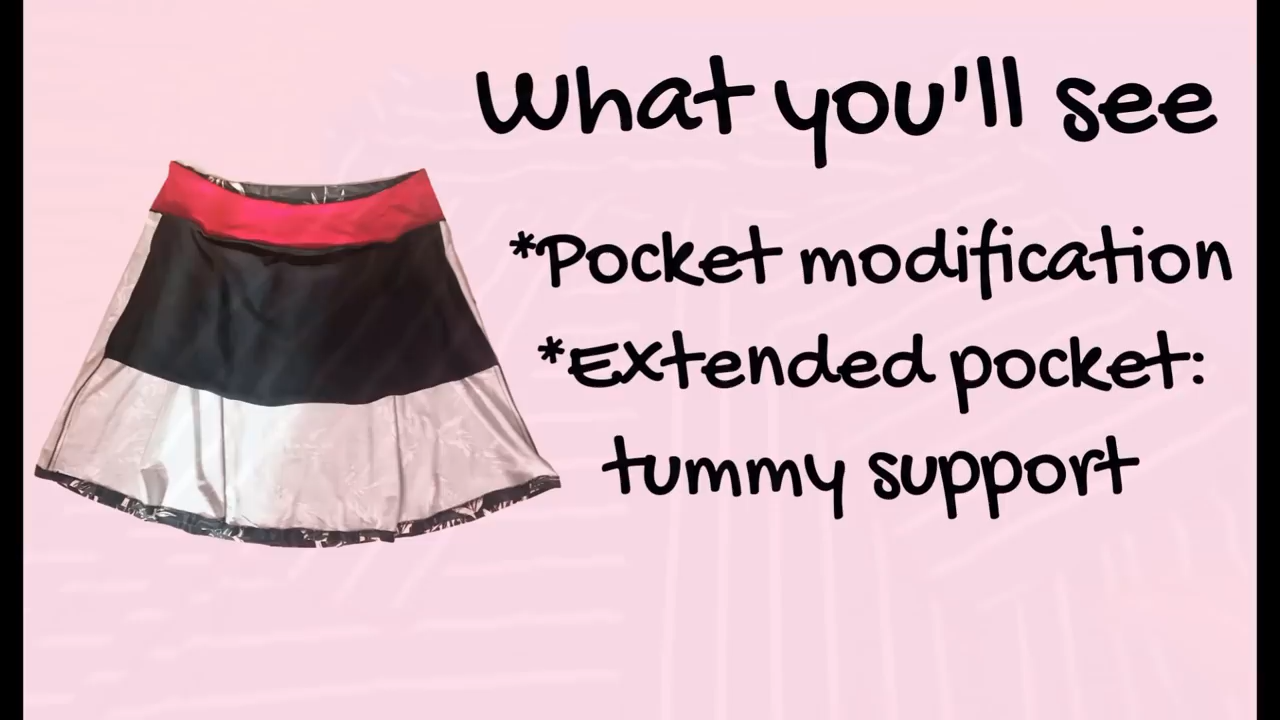 What you'll see
*Pocket modification
*Extended pocket:
tummy support